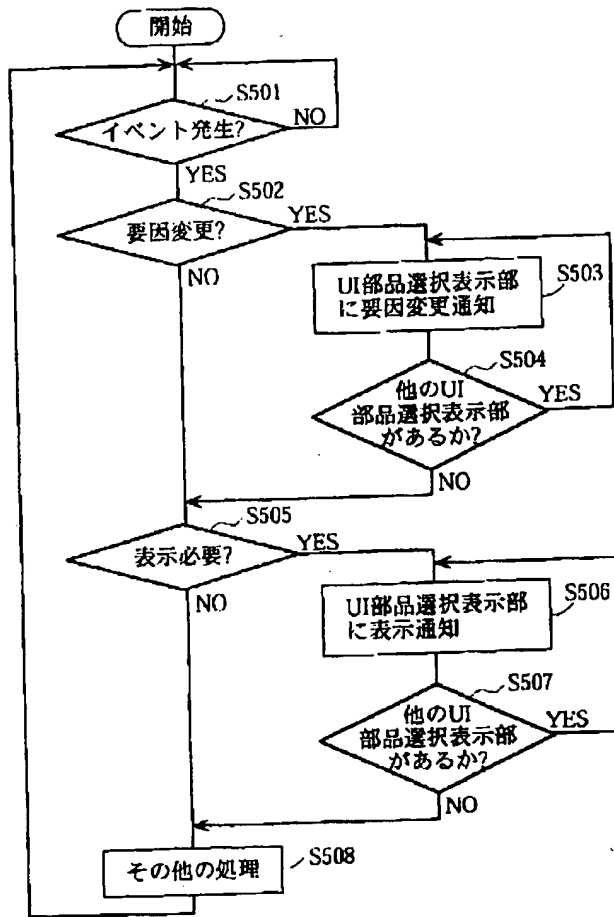 開始
S501
イベント発生?
NO
YES
S502
要因変更?
YES
NO
UI部品選択表示部
に要因変更通知
S503
S504
他のUI
部品選択表示部
があるか?
YES
NO
S505
表示必要?
YES
NO
UI部品選択表示部
に表示通知
S506
S507
他のUI
部品選択表示部
があるか?
YES
NO
その他の処理
S508